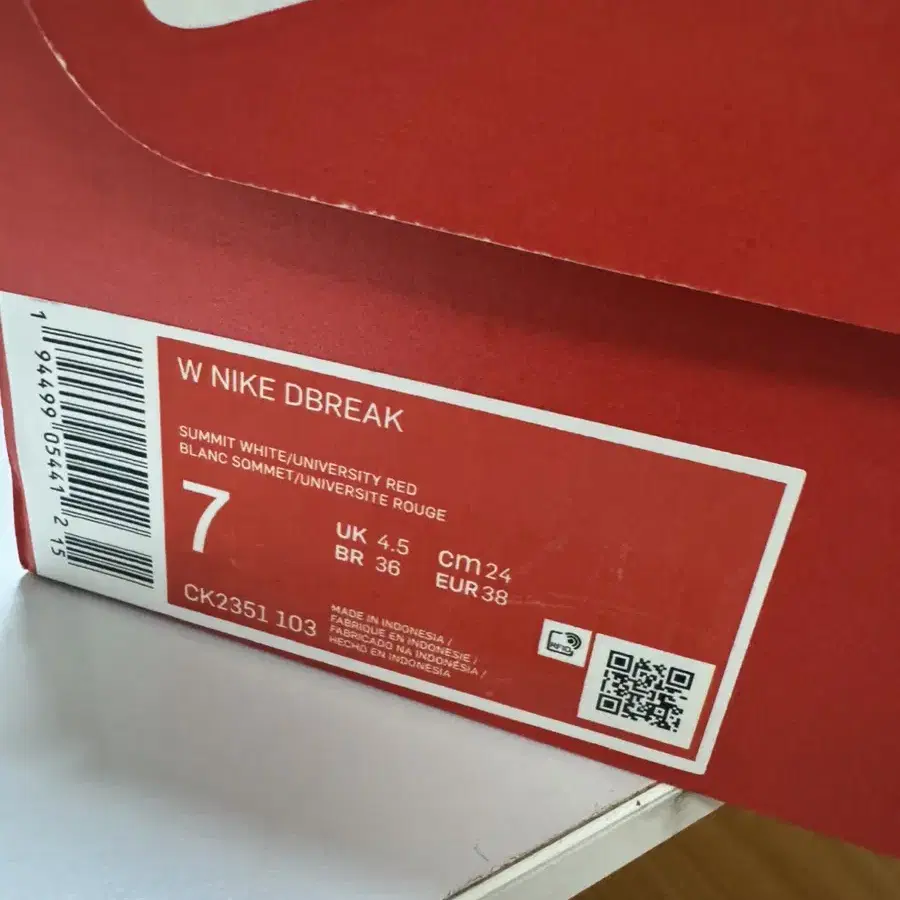 1 94499 05441 2 15
W NIKE DBREAK
SUMMIT WHITE/UNIVERSITY RED
BLANC SOMMET/UNIVERSITE ROUGE
7
UK 4.5
BR 36
cm 24
EUR 38
CK2351 103
MADE IN INDONESIA /
FABRIQUE EN INDONESIE /
FABRICADO NA INDONÉSIA /
HECHO EN INDONESIA
RFID